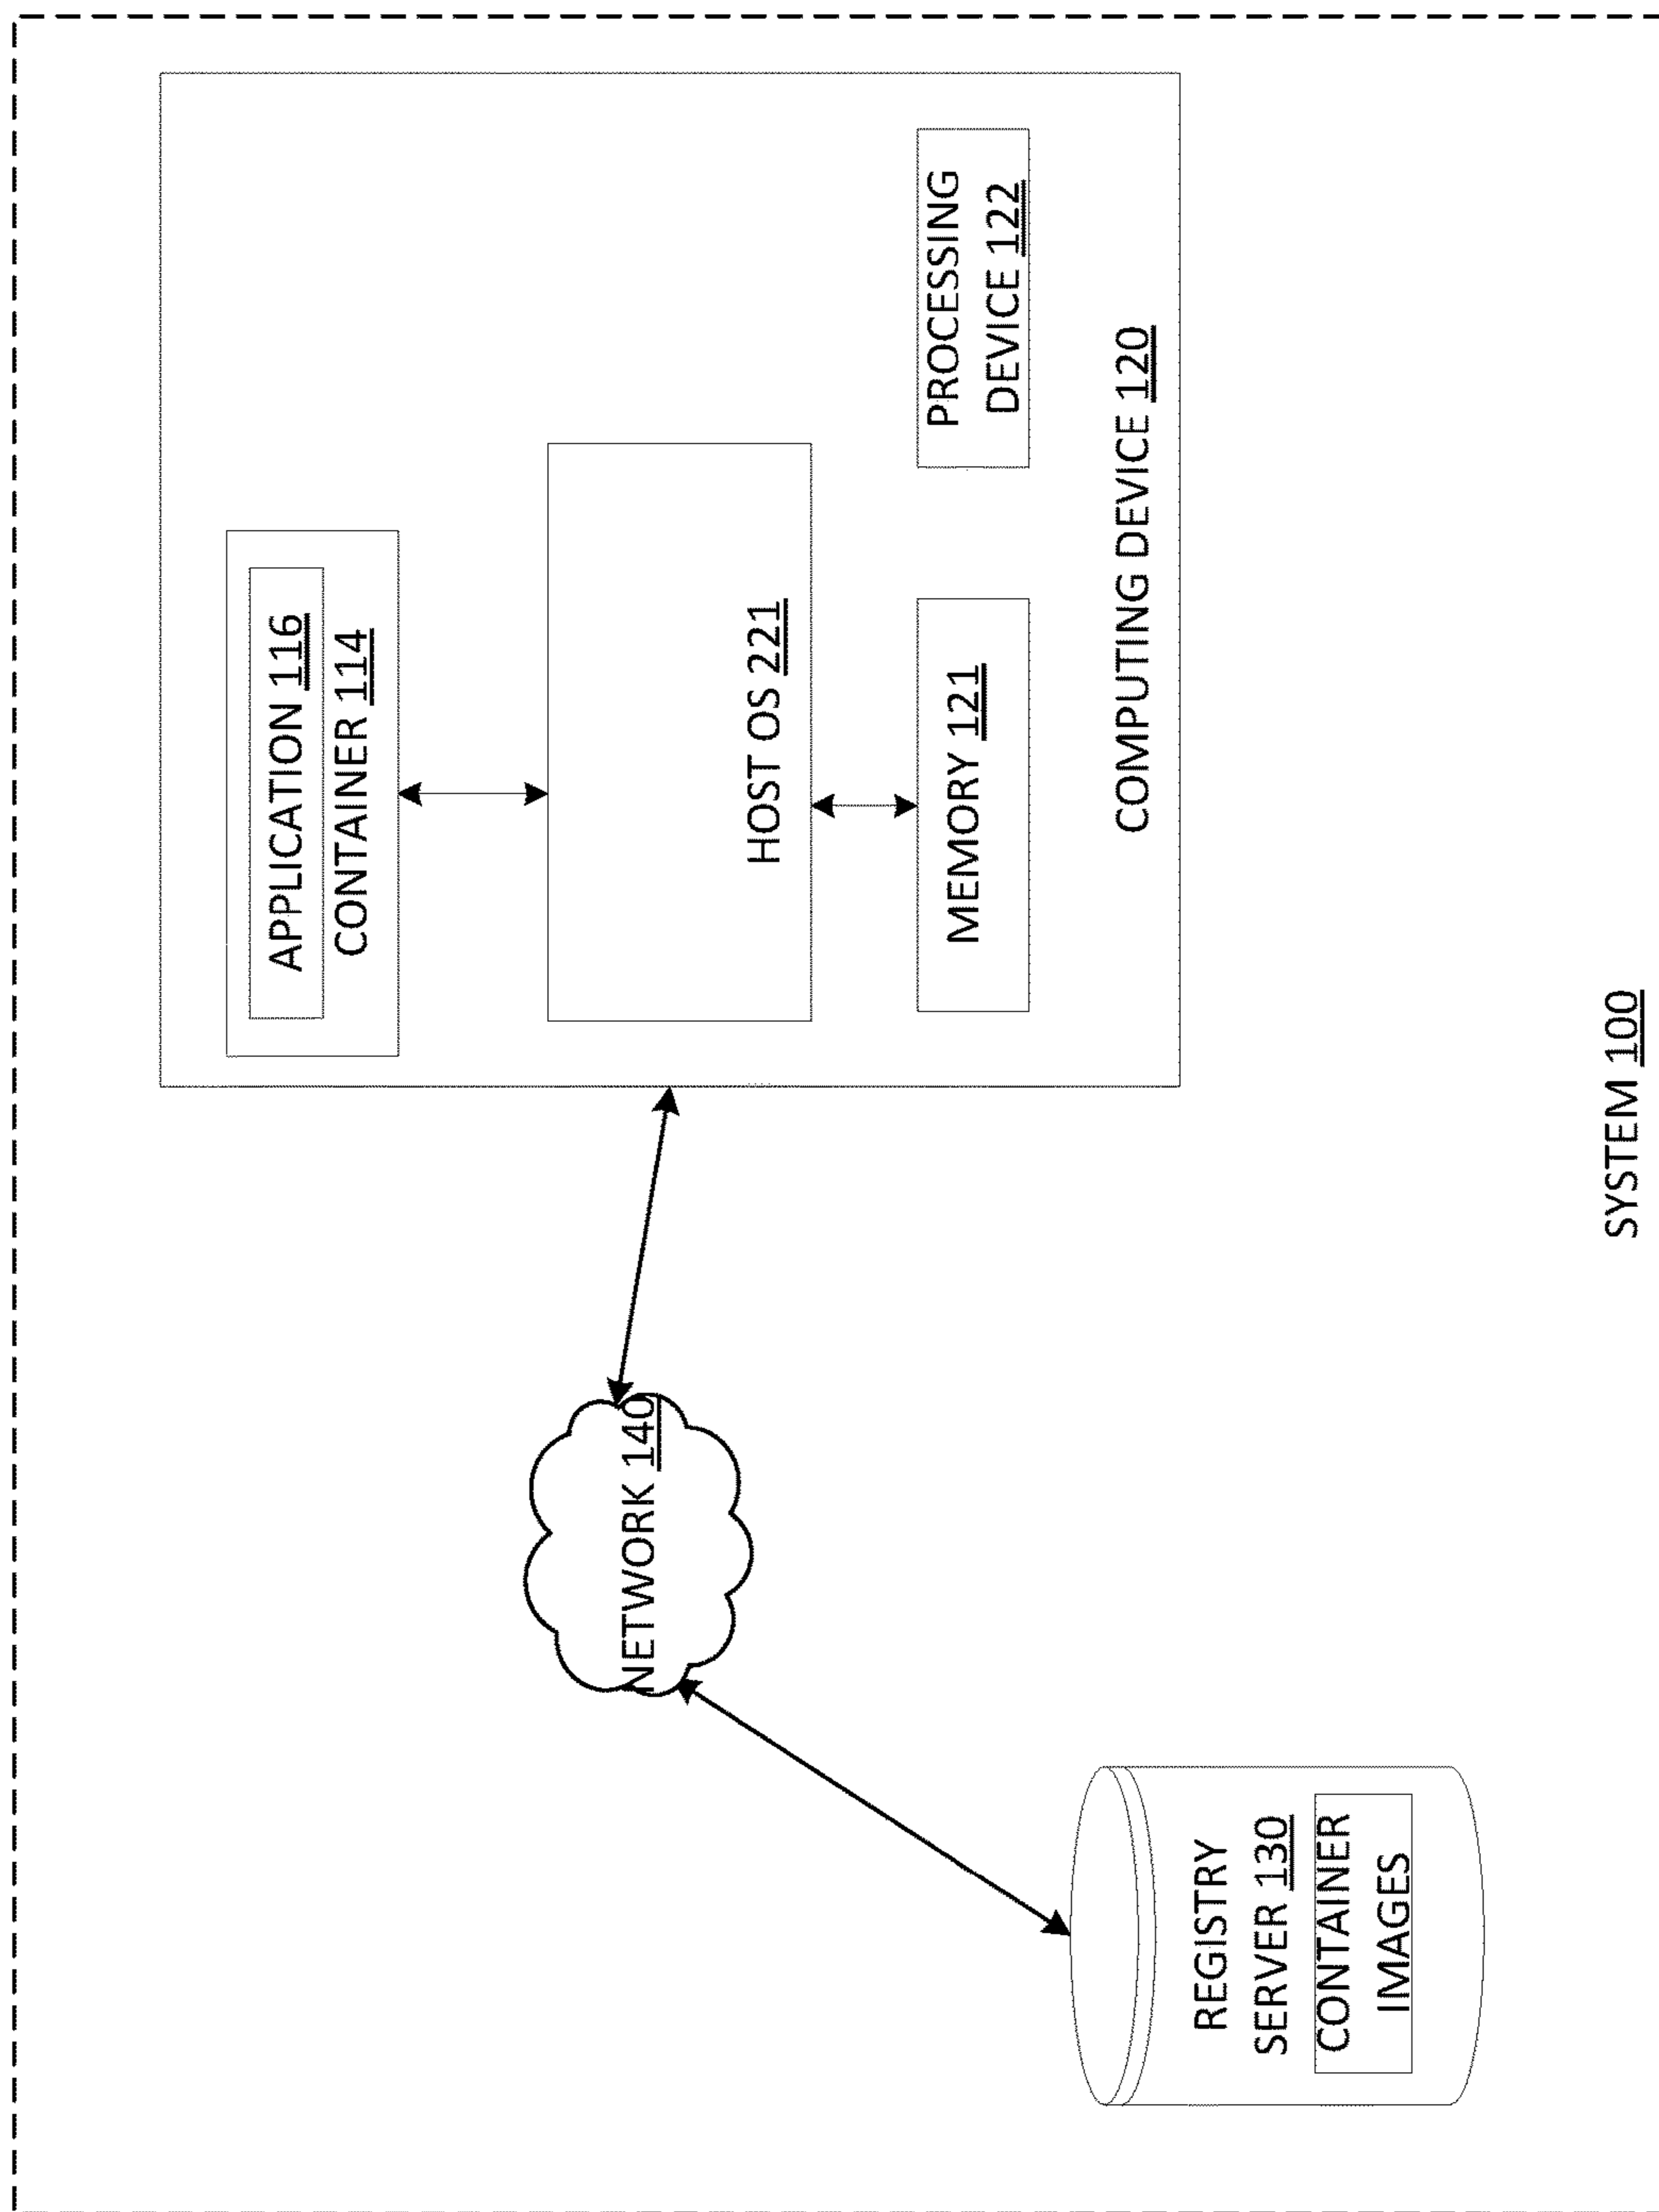 APPLICATION 116
CONTAINER 114
HOST OS 221
MEMORY 121
PROCESSING
DEVICE 122
COMPUTING DEVICE 120
NETWORK 140
REGISTRY
SERVER 130
CONTAINER
IMAGES
SYSTEM 100